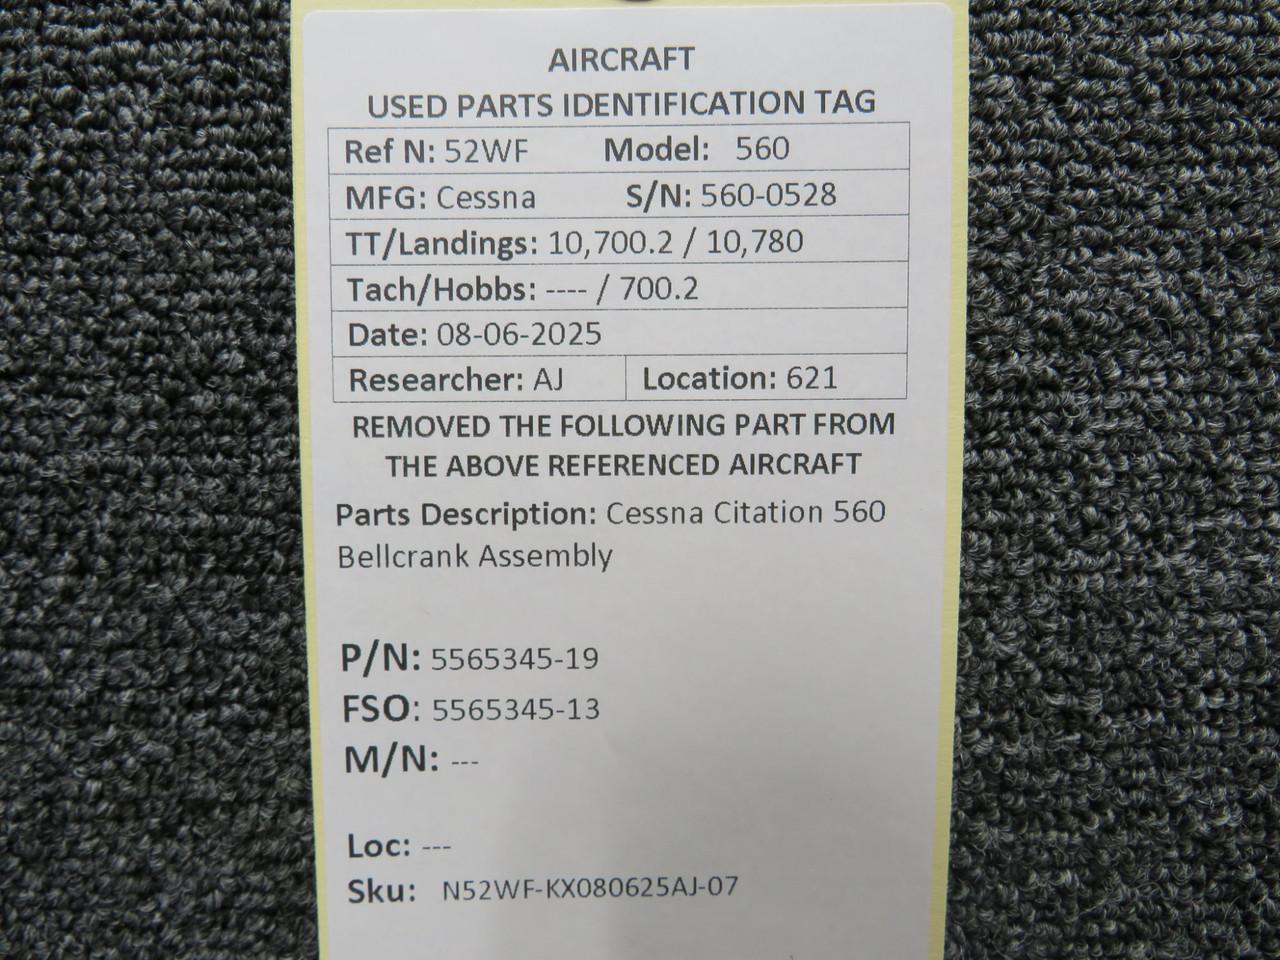 AIRCRAFT
USED PARTS IDENTIFICATION TAG
Ref N: 52WF Model: 560
MFG: Cessna S/N: 560-0528
TT/Landings: 10,700.2 / 10,780
Tach/Hobbs: ---- / 700.2
Date: 08-06-2025
Researcher: AJ Location: 621
REMOVED THE FOLLOWING PART FROM
THE ABOVE REFERENCED AIRCRAFT
Parts Description: Cessna Citation 560
Bellcrank Assembly
P/N: 5565345-19
FSO: 5565345-13
M/N: ---
Loc: ---
Sku: N52WF-KX080625AJ-07